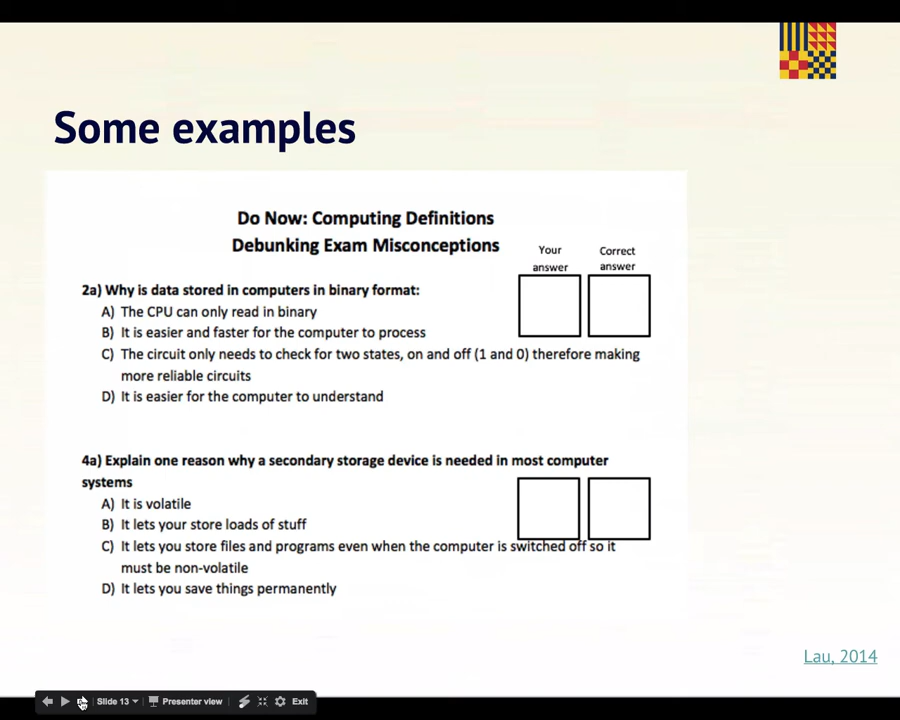 Some examples
Do Now: Computing Definitions
Debunking Exam Misconceptions
Your
answer
Correct
answer
2a) Why is data stored in computers in binary format:
A) The CPU can only read in binary
B) It is easier and faster for the computer to process
C) The circuit only needs to check for two states, on and off (1 and 0) therefore making
more reliable circuits
D) It is easier for the computer to understand
4a) Explain one reason why a secondary storage device is needed in most computer
systems
A) It is volatile
B) It lets your store loads of stuff
C) It lets you store files and programs even when the computer is switched off so it
must be non-volatile
D) It lets you save things permanently
Lau, 2014
Slide 13 Presenter view Exit